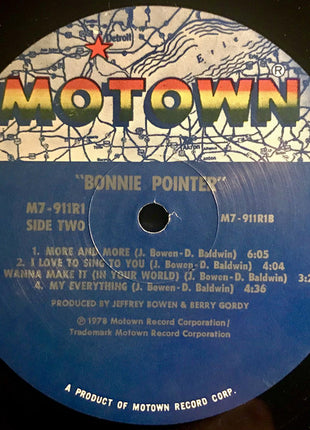 Detroit
Erie
MOTOWN
®
Akron
"BONNIE POINTER"
M7-911R1
SIDE TWO
M7-911R1B
1. MORE AND MORE (J. Bowen-D. Baldwin) 6:05
2. I LOVE TO SING TO YOU (J. Bowen-D. Baldwin) 4:04
WANNA MAKE IT (IN YOUR WORLD) (J. Bowen-D. Baldwin)
4. MY EVERYTHING (J. Bowen-D. Baldwin) 4:36
PRODUCED BY JEFFREY BOWEN & BERRY GORDY
℗ © 1978 Motown Record Corporation/
Trademark Motown Record Corporation
A PRODUCT OF MOTOWN RECORD CORP.